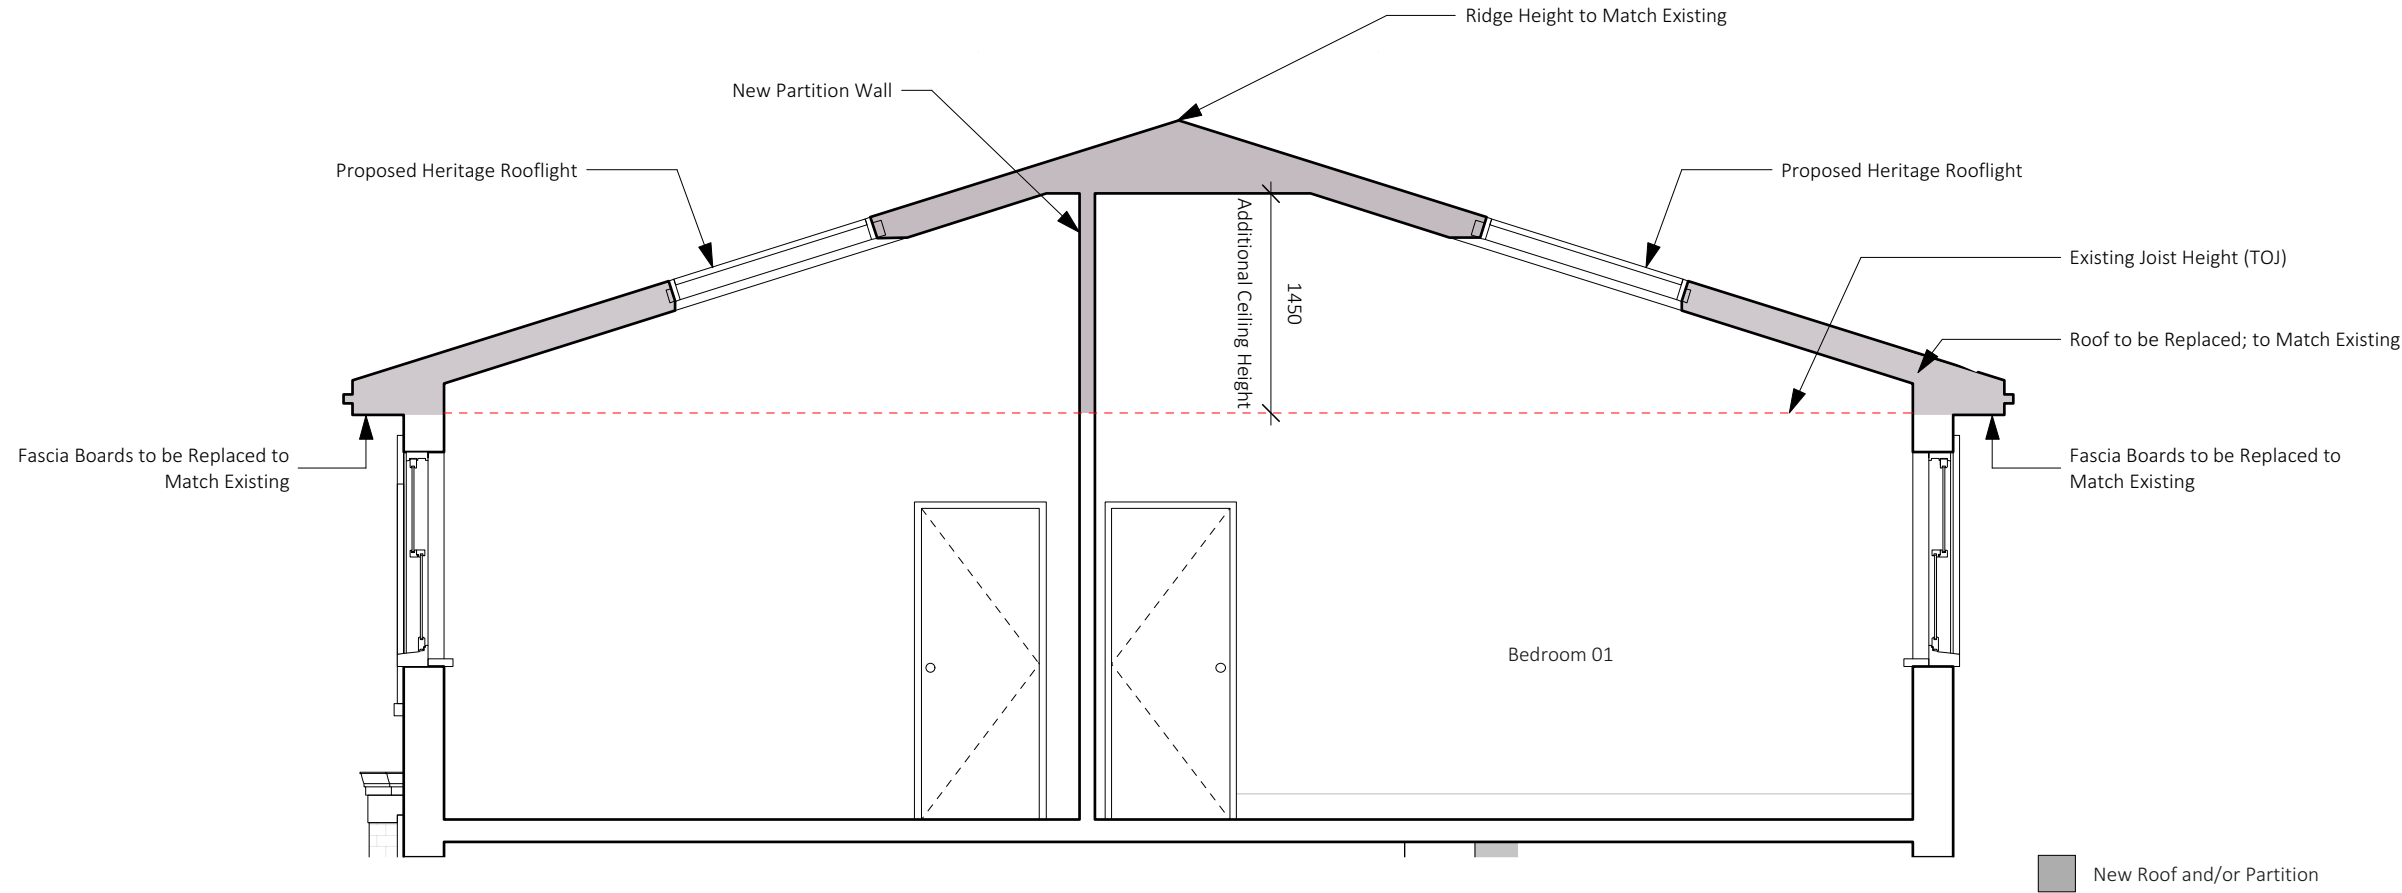 Ridge Height to Match Existing
New Partition Wall
Proposed Heritage Rooflight
Proposed Heritage Rooflight
Additional Ceiling Height
1450
Existing Joist Height (TOJ)
Roof to be Replaced; to Match Existing
Fascia Boards to be Replaced to
Match Existing
Fascia Boards to be Replaced to
Match Existing
Bedroom 01
New Roof and/or Partition